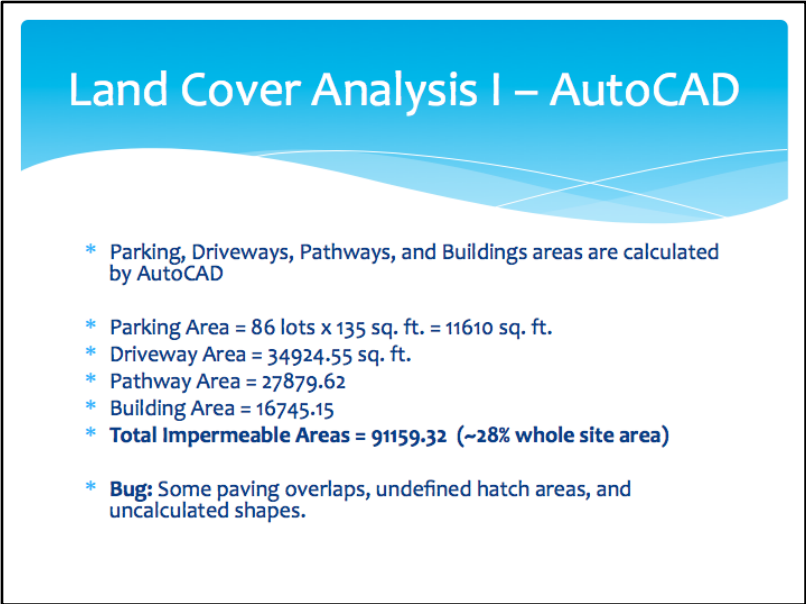 Land Cover Analysis I – AutoCAD
* Parking, Driveways, Pathways, and Buildings areas are calculated
by AutoCAD
* Parking Area = 86 lots x 135 sq. ft. = 11610 sq. ft.
* Driveway Area = 34924.55 sq. ft.
* Pathway Area = 27879.62
* Building Area = 16745.15
* Total Impermeable Areas = 91159.32 (~28% whole site area)
* Bug: Some paving overlaps, undefined hatch areas, and
uncalculated shapes.